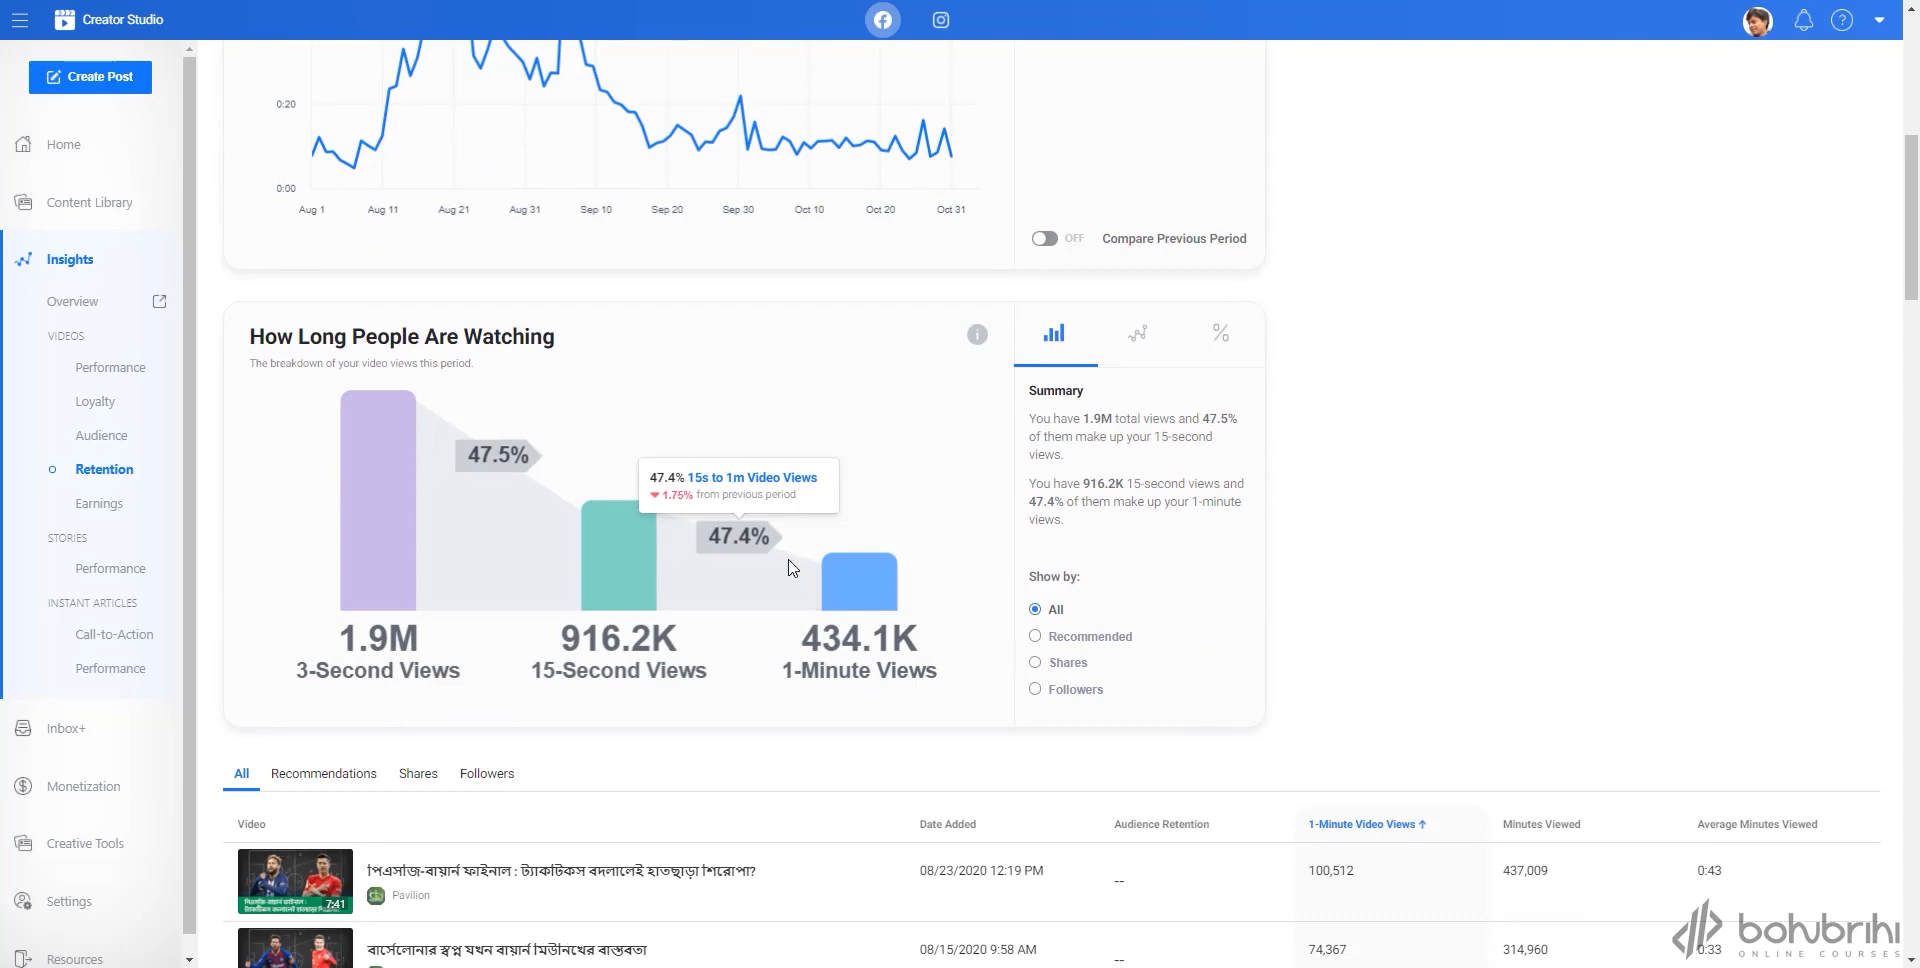 Creator Studio
Create Post
Home
Content Library
Insights
Overview
VIDEOS
Performance
Loyalty
Audience
Retention
Earnings
STORIES
Performance
INSTANT ARTICLES
Call-to-Action
Performance
Inbox+
Monetization
Creative Tools
Settings
Resources
0:20
0:00
Aug 1 Aug 11 Aug 21 Aug 31 Sep 10 Sep 20 Sep 30 Oct 10 Oct 20 Oct 31
OFF Compare Previous Period
How Long People Are Watching
The breakdown of your video views this period.
47.5%
47.4% 15s to 1m Video Views
1.75% from previous period
47.4%
1.9M 916.2K 434.1K
3-Second Views 15-Second Views 1-Minute Views
%
Summary
You have 1.9M total views and 47.5%
of them make up your 15-second
views.
You have 916.2K 15-second views and
47.4% of them make up your 1-minute
views.
Show by:
All
Recommended
Shares
Followers
All Recommendations Shares Followers
Video Date Added Audience Retention 1-Minute Video Views ↑ Minutes Viewed Average Minutes Viewed
পিএসজি-বায়ার্ন ফাইনাল : ট্যাকটিকস বদলালেই হাতছাড়া শিরোপা? 08/23/2020 12:19 PM -- 100,512 437,009 0:43
Pavilion
7:41
বার্সেলোনার স্বপ্ন যখন বায়ার্ন মিউনিখের বাস্তবতা 08/15/2020 9:58 AM -- 74,367 314,960 0:33
bohubrihi
ONLINE COURSES